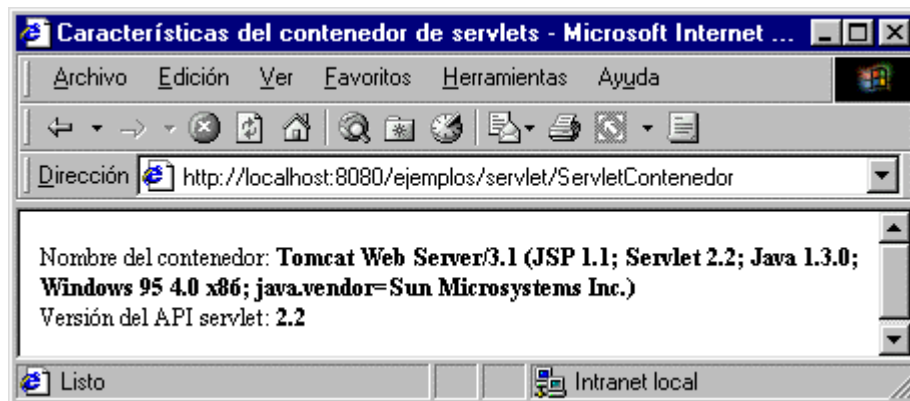 Características del contenedor de servlets - Microsoft Internet ...
Archivo Edición Ver Favoritos Herramientas Ayuda
Dirección http://localhost:8080/ejemplos/servlet/ServletContenedor
Nombre del contenedor: Tomcat Web Server/3.1 (JSP 1.1; Servlet 2.2; Java 1.3.0;
Windows 95 4.0 x86; java.vendor=Sun Microsystems Inc.)
Versión del API servlet: 2.2
Listo Intranet local